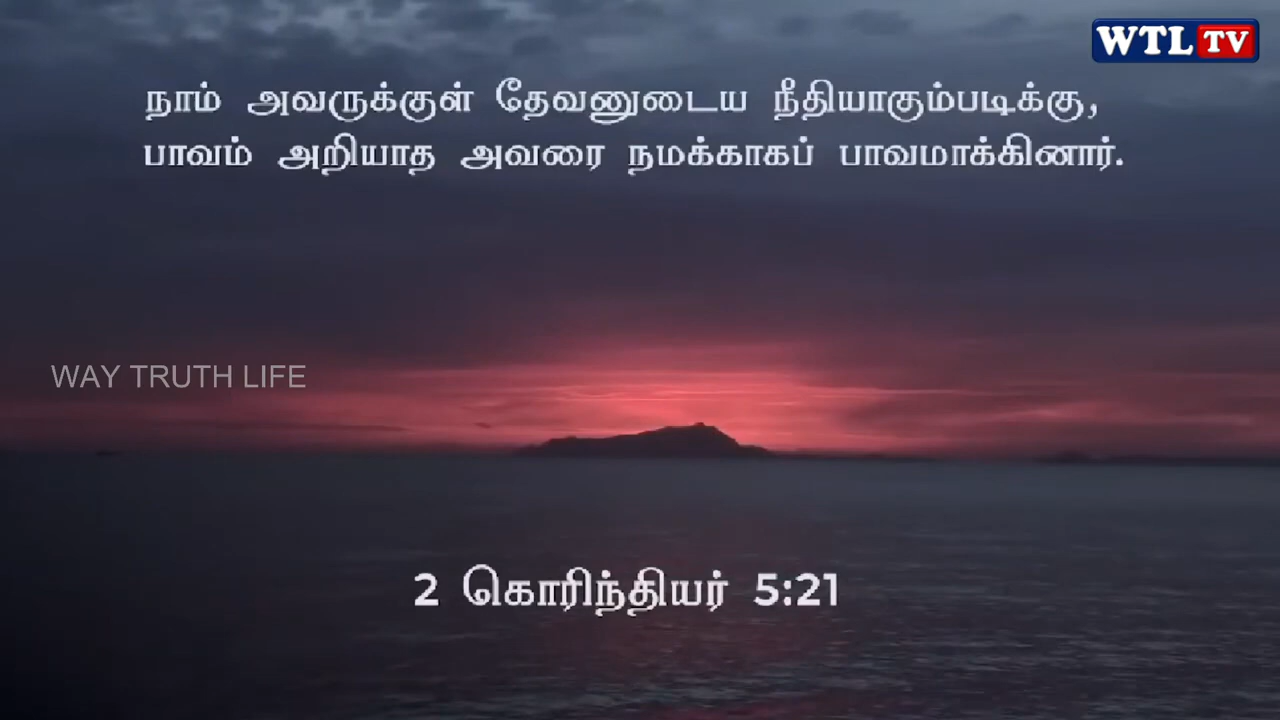 WTL TV
நாம் அவருக்குள் தேவனுடைய நீதியாகும்படிக்கு,
பாவம் அறியாத அவரை நமக்காகப் பாவமாக்கினார்.
WAY TRUTH LIFE
2 கொரிந்தியர் 5:21